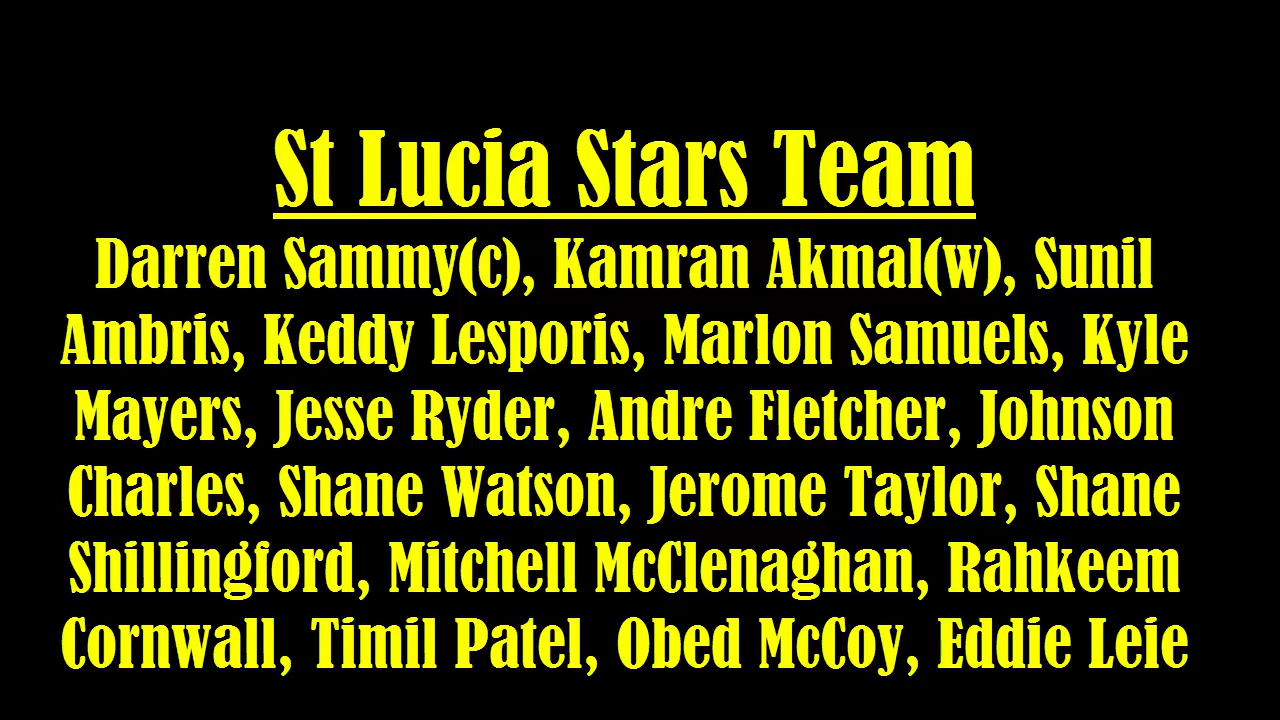 St Lucia Stars Team
Darren Sammy(c), Kamran Akmal(w), Sunil
Ambris, Keddy Lesporis, Marlon Samuels, Kyle
Mayers, Jesse Ryder, Andre Fletcher, Johnson
Charles, Shane Watson, Jerome Taylor, Shane
Shillingford, Mitchell McClenaghan, Rahkeem
Cornwall, Timil Patel, Obed McCoy, Eddie Leie